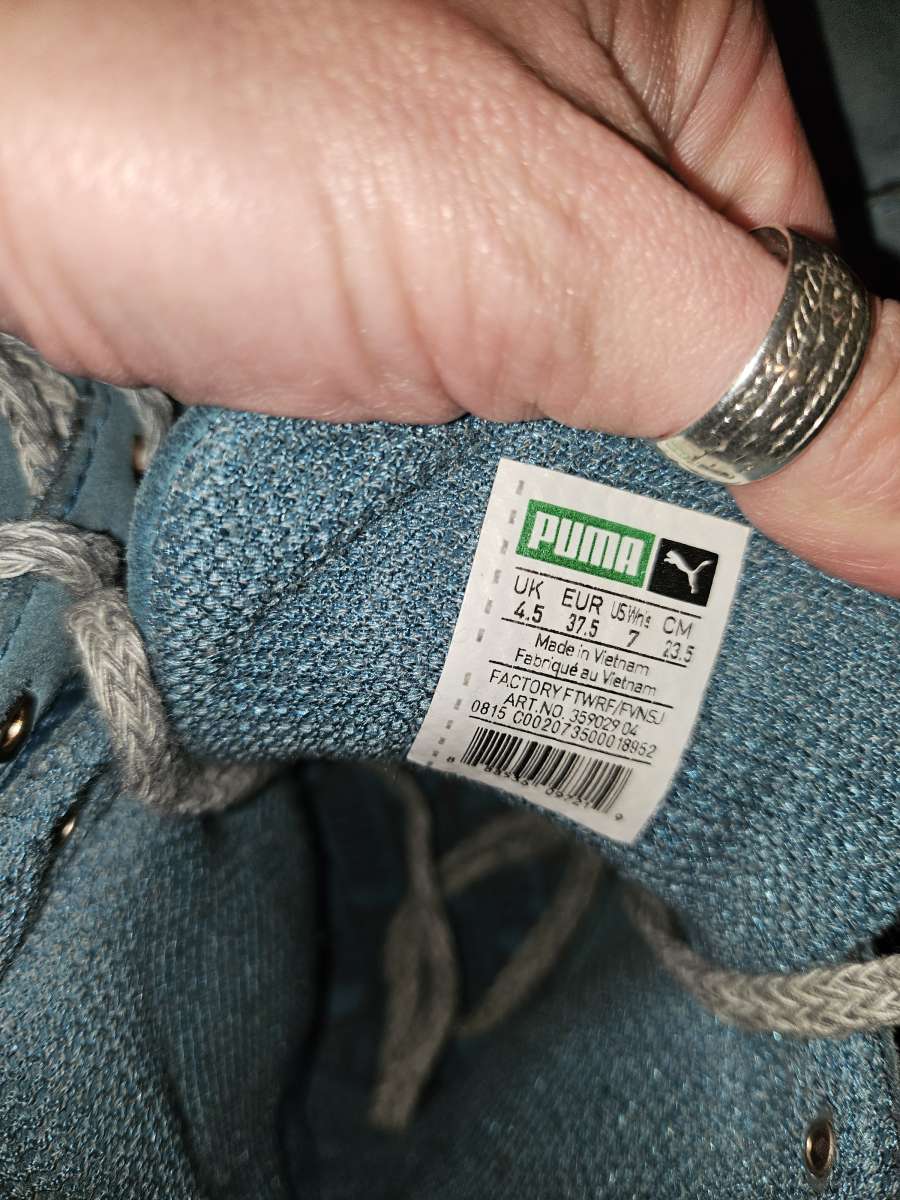 PUMA
UK EUR US Wn's CM
4.5 37.5 7 23.5
Made in Vietnam
Fabriqué au Vietnam
FACTORY FTWRF/FVNSJ
ART.NO. 359029 04
0815 C002073500018952